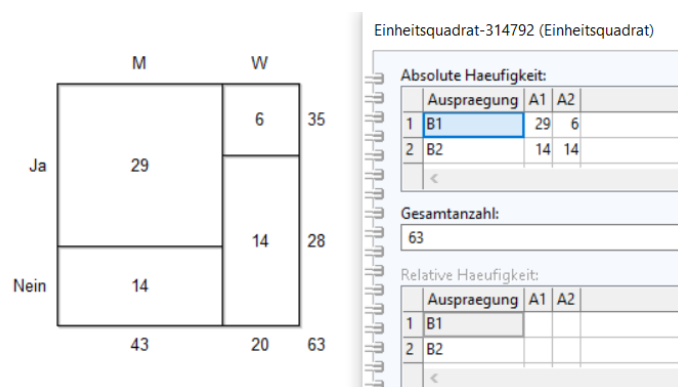 Einheitsquadrat-314792 (Einheitsquadrat)
M W
6 35
Ja 29
14 28
Nein 14
43 20 63
Absolute Haeufigkeit:
Auspraegung A1 A2
1 B1 29 6
2 B2 14 14
<
Gesamtanzahl:
63
Relative Haeufigkeit:
Auspraegung A1 A2
1 B1
2 B2
<